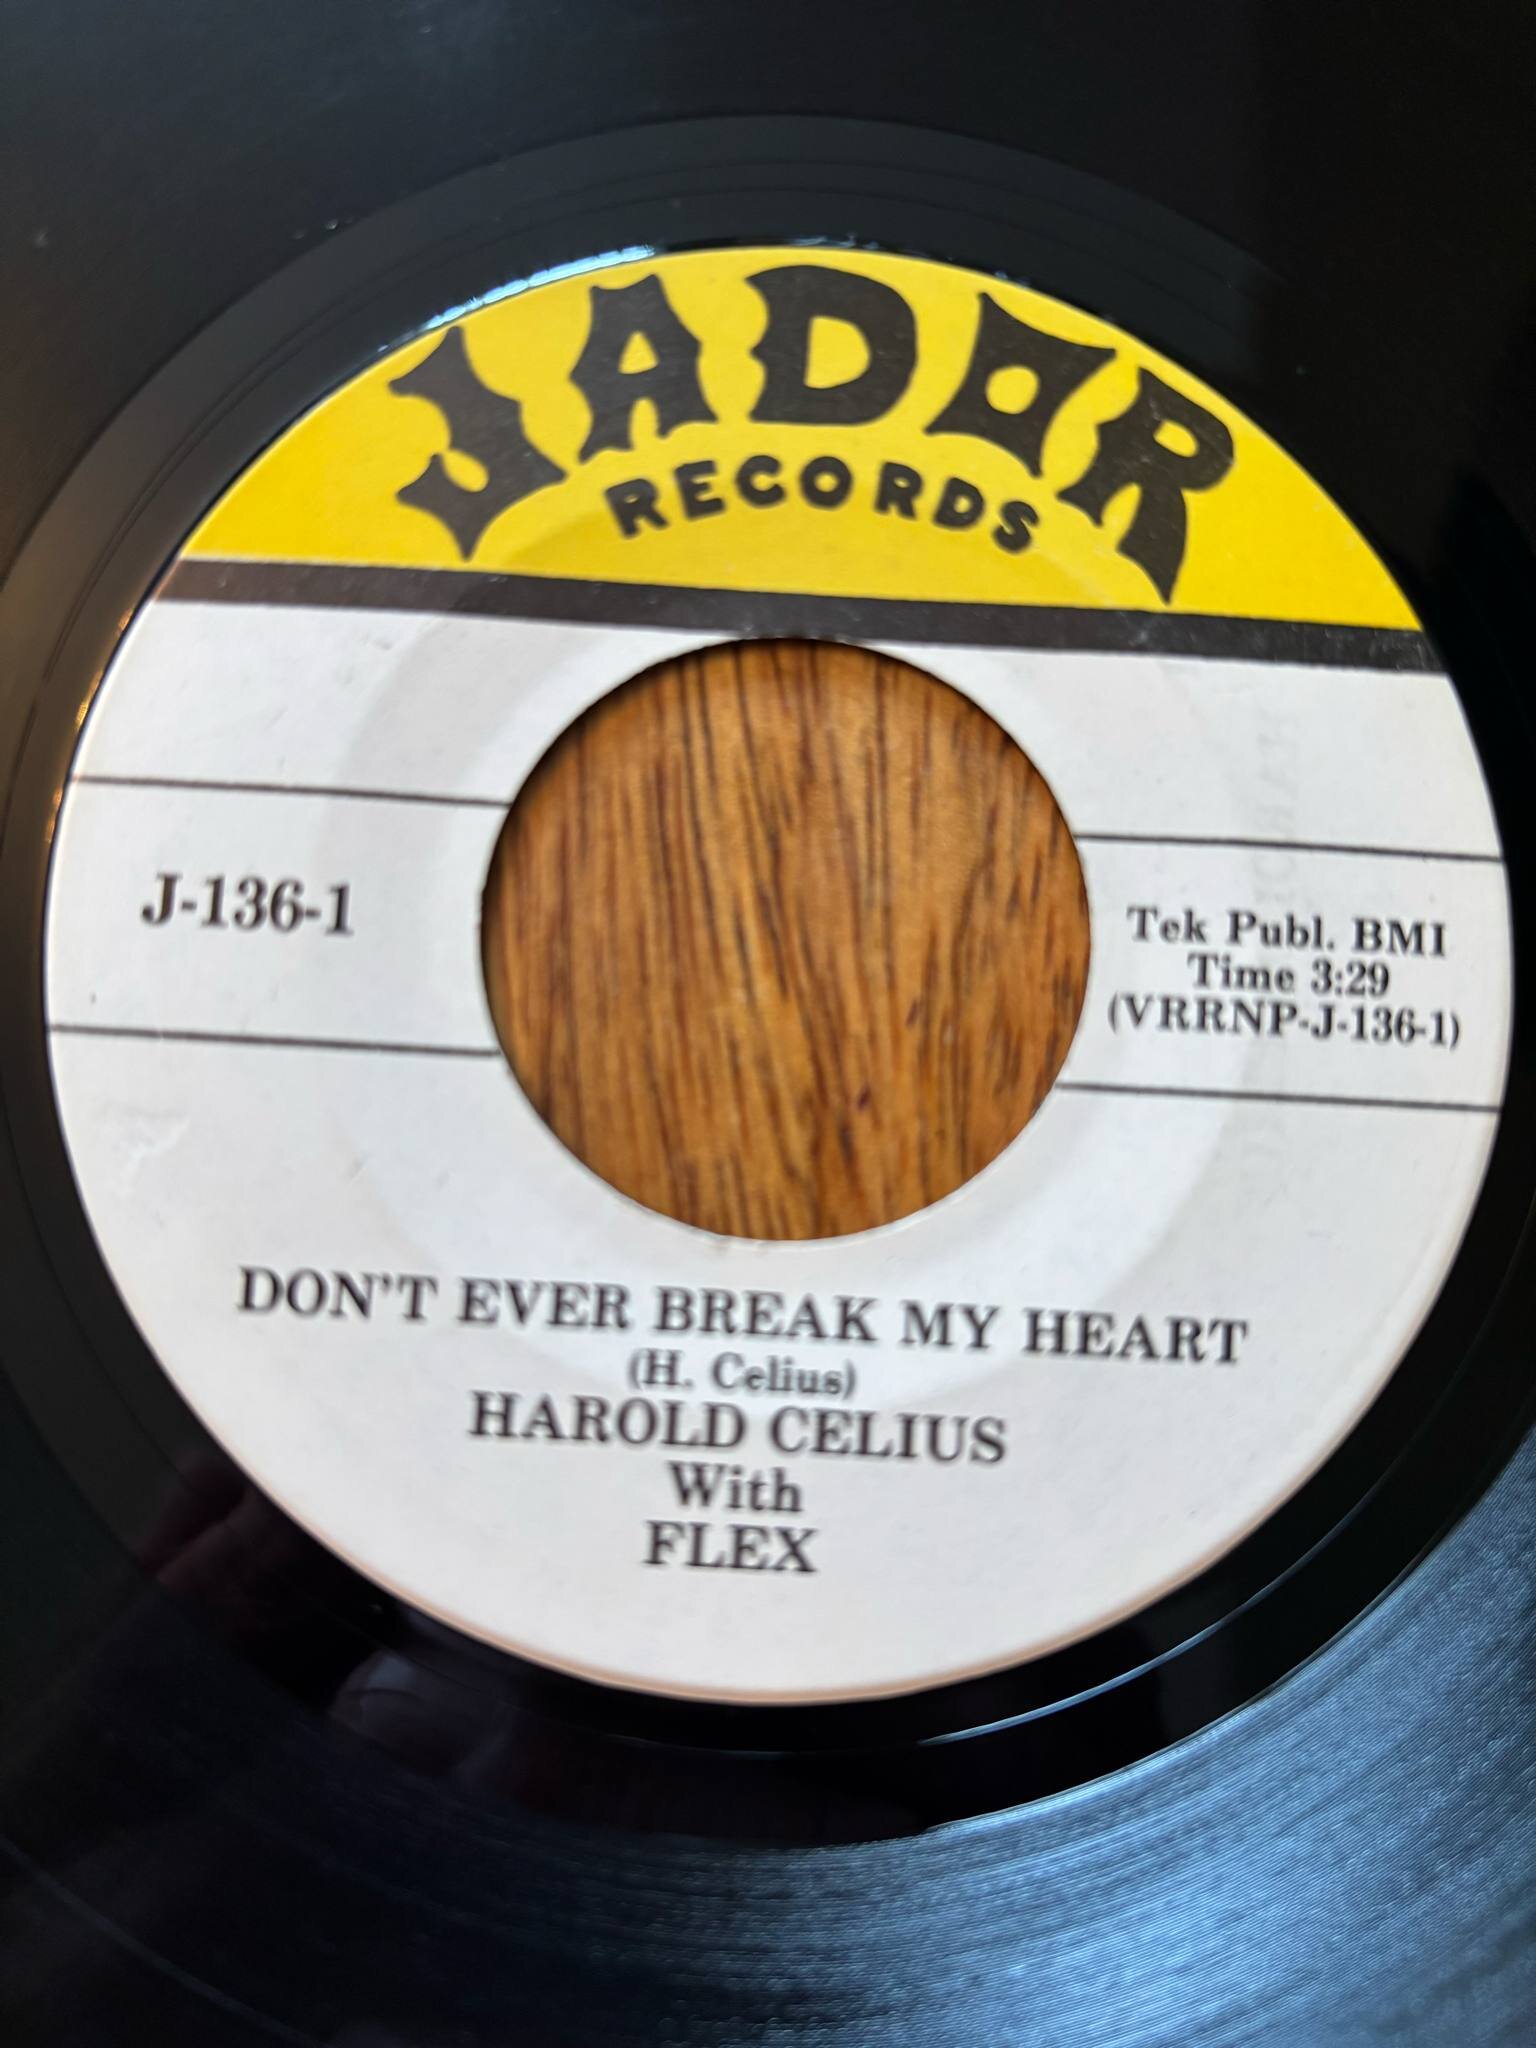 JADOR
RECORDS
J-136-1
Tek Publ. BMI
Time 3:29
(VRRNP-J-136-1)
DON'T EVER BREAK MY HEART
(H. Celius)
HAROLD CELIUS
With
FLEX